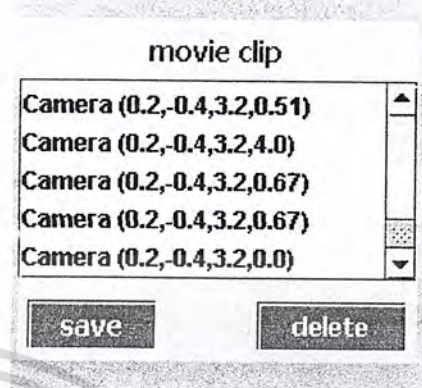 movie clip
Camera (0.2,-0.4,3.2,0.51)
Camera (0.2,-0.4,3.2,4.0)
Camera (0.2,-0.4,3.2,0.67)
Camera (0.2,-0.4,3.2,0.67)
Camera (0.2,-0.4,3.2,0.0)
save delete